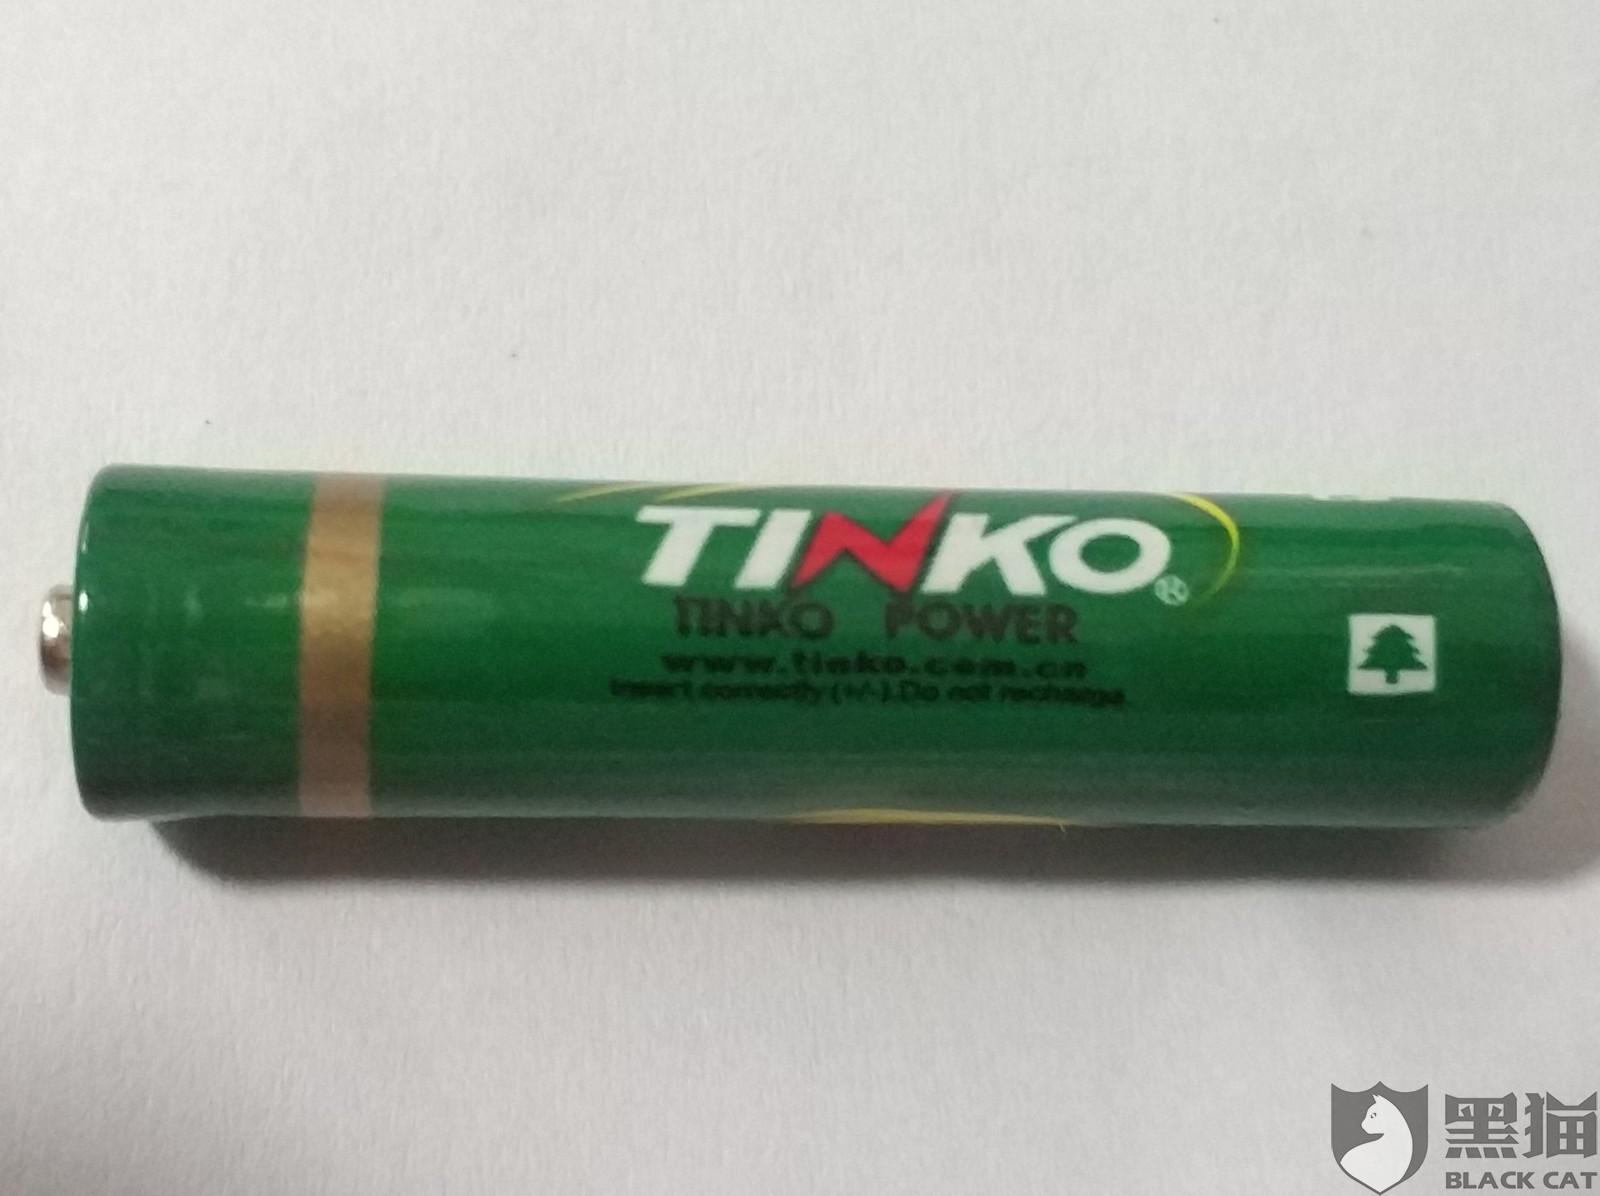 TINKO®
TINKO POWER
www.tinko.com.cn
Insert correctly (+/-).Do not recharge
黑猫
BLACK CAT